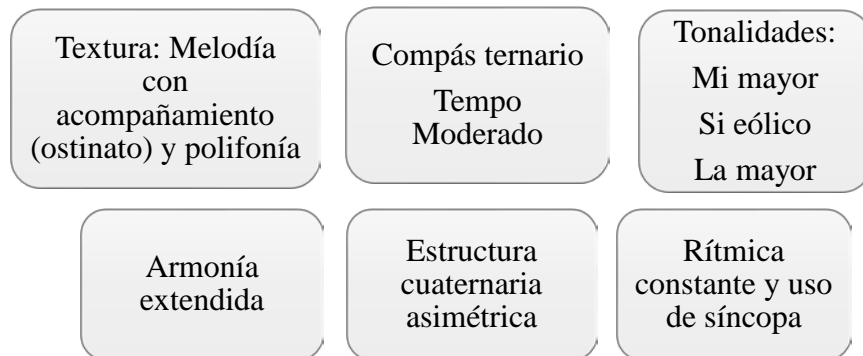 Textura: Melodía
con
acompañamiento
(ostinato) y polifonía
Compás ternario
Tempo
Moderado
Tonalidades:
Mi mayor
Si eólico
La mayor
Armonía
extendida
Estructura
cuaternaria
asimétrica
Rítmica
constante y uso
de síncopa